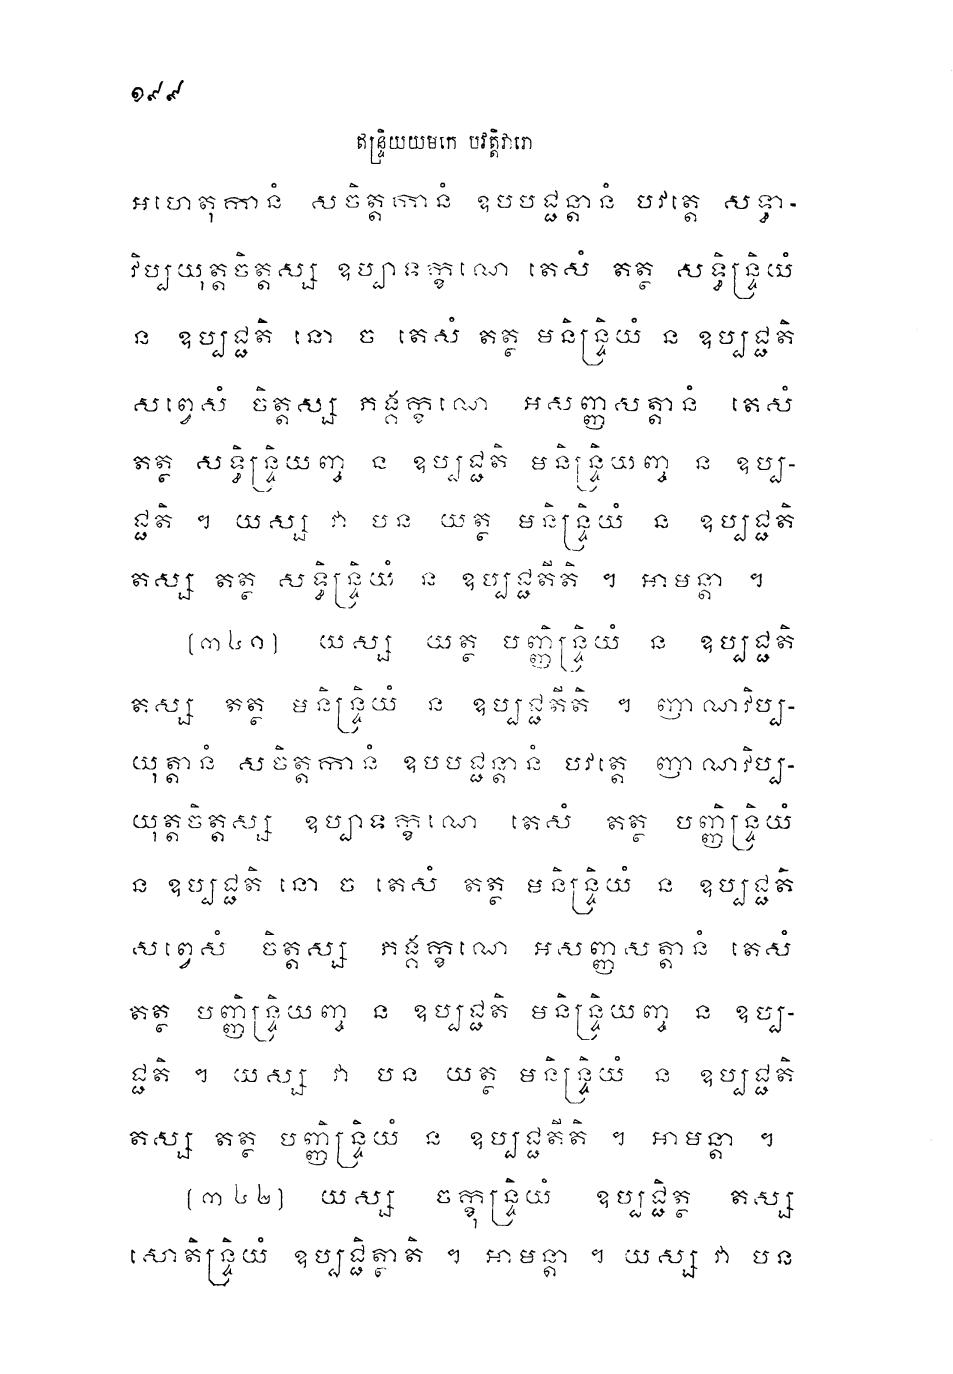 ១៩៩
ឥន្ទ្រិយយមកេ បវត្តិវារោ
អហេតុកានំ សចិត្តកានំ ឧបបជ្ជន្តានំ បវត្តេ សទ្ធា-
វិប្បយុត្តចិត្តស្ស ឧប្បាទក្ខណេ តេសំ តត្ថ សទ្ធិន្ទ្រិយំ
ន ឧប្បជ្ជតិ នោ ច តេសំ តត្ថ មនិន្ទ្រិយំ ន ឧប្បជ្ជតិ
សព្វេសំ ចិត្តស្ស ភង្គក្ខណេ អសញ្ញសត្តានំ តេសំ
តត្ថ សទ្ធិន្ទ្រិយញ្ច ន ឧប្បជ្ជតិ មនិន្ទ្រិយញ្ច ន ឧប្ប-
ជ្ជតិ ។ យស្ស វា បន យត្ថ មនិន្ទ្រិយំ ន ឧប្បជ្ជតិ
តស្ស តត្ថ សទ្ធិន្ទ្រិយំ ន ឧប្បជ្ជតីតិ ។ អាមន្តា ។
(៣៤១) យស្ស យត្ថ បញ្ញិន្ទ្រិយំ ន ឧប្បជ្ជតិ
តស្ស តត្ថ មនិន្ទ្រិយំ ន ឧប្បជ្ជតីតិ ។ ញាណវិប្ប-
យុត្តានំ សចិត្តកានំ ឧបបជ្ជន្តានំ បវត្តេ ញាណវិប្ប-
យុត្តចិត្តស្ស ឧប្បាទក្ខណេ តេសំ តត្ថ បញ្ញិន្ទ្រិយំ
ន ឧប្បជ្ជតិ នោ ច តេសំ តត្ថ មនិន្ទ្រិយំ ន ឧប្បជ្ជតិ
សព្វេសំ ចិត្តស្ស ភង្គក្ខណេ អសញ្ញសត្តានំ តេសំ
តត្ថ បញ្ញិន្ទ្រិយញ្ច ន ឧប្បជ្ជតិ មនិន្ទ្រិយញ្ច ន ឧប្ប-
ជ្ជតិ ។ យស្ស វា បន យត្ថ មនិន្ទ្រិយំ ន ឧប្បជ្ជតិ
តស្ស តត្ថ បញ្ញិន្ទ្រិយំ ន ឧប្បជ្ជតីតិ ។ អាមន្តា ។
(៣៤២) យស្ស ចក្ខុន្ទ្រិយំ ឧប្បជ្ជិត្ថ តស្ស
សោតិន្ទ្រិយំ ឧប្បជ្ជិត្ថាតិ ។ អាមន្តា ។ យស្ស វា បន